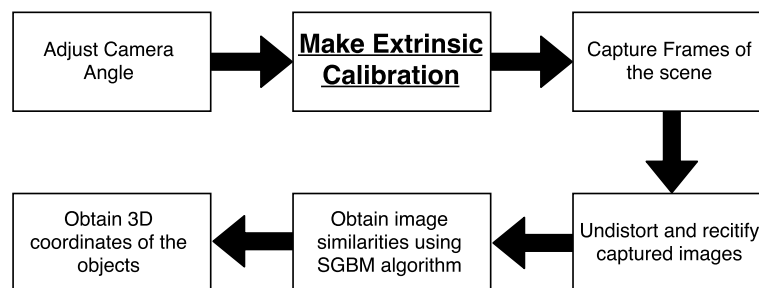 Adjust Camera
Angle
Make Extrinsic
Calibration
Capture Frames of
the scene
Undistort and recitify
captured images
Obtain image
similarities using
SGBM algorithm
Obtain 3D
coordinates of the
objects